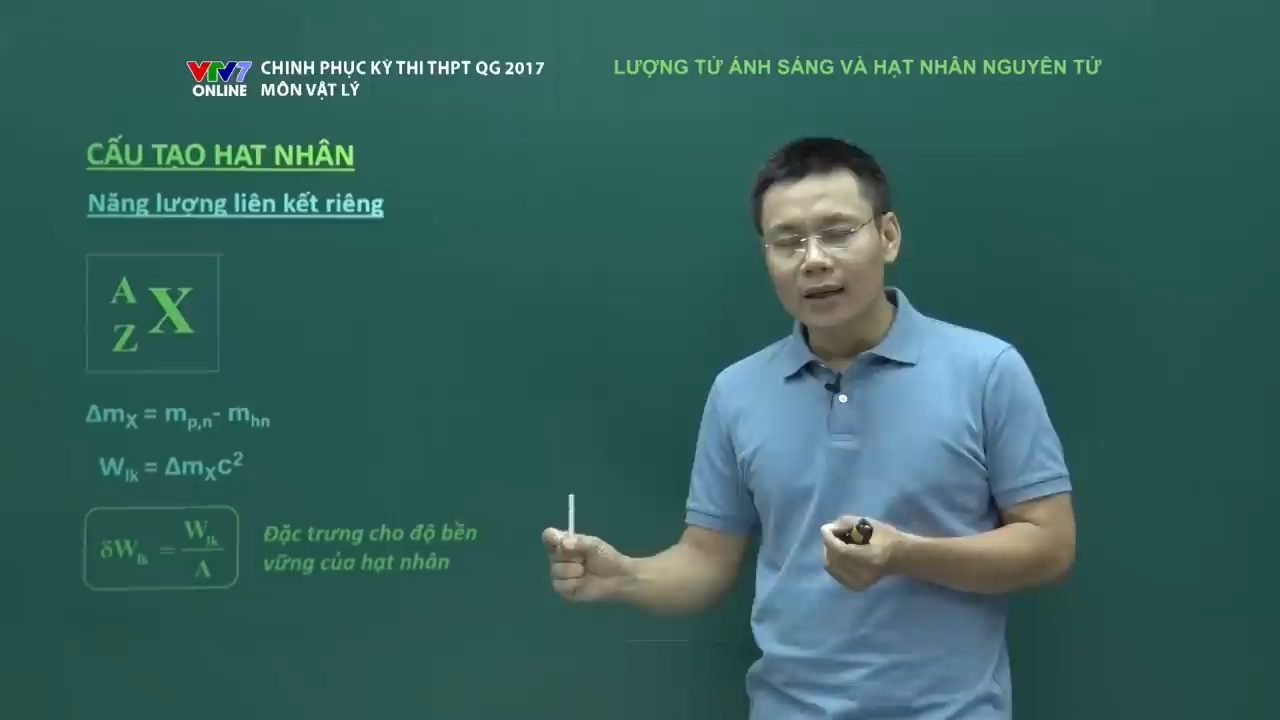 VTV7
ONLINE
CHINH PHỤC KỲ THI THPT QG 2017
MÔN VẬT LÝ
LƯỢNG TỬ ÁNH SÁNG VÀ HẠT NHÂN NGUYÊN TỬ
CẤU TẠO HẠT NHÂN
Năng lượng liên kết riêng
A
Z X
Δm_X = m_p,n - m_hn
W_lk = Δm_X c²
δW_lk = W_lk / A
Đặc trưng cho độ bền
vững của hạt nhân